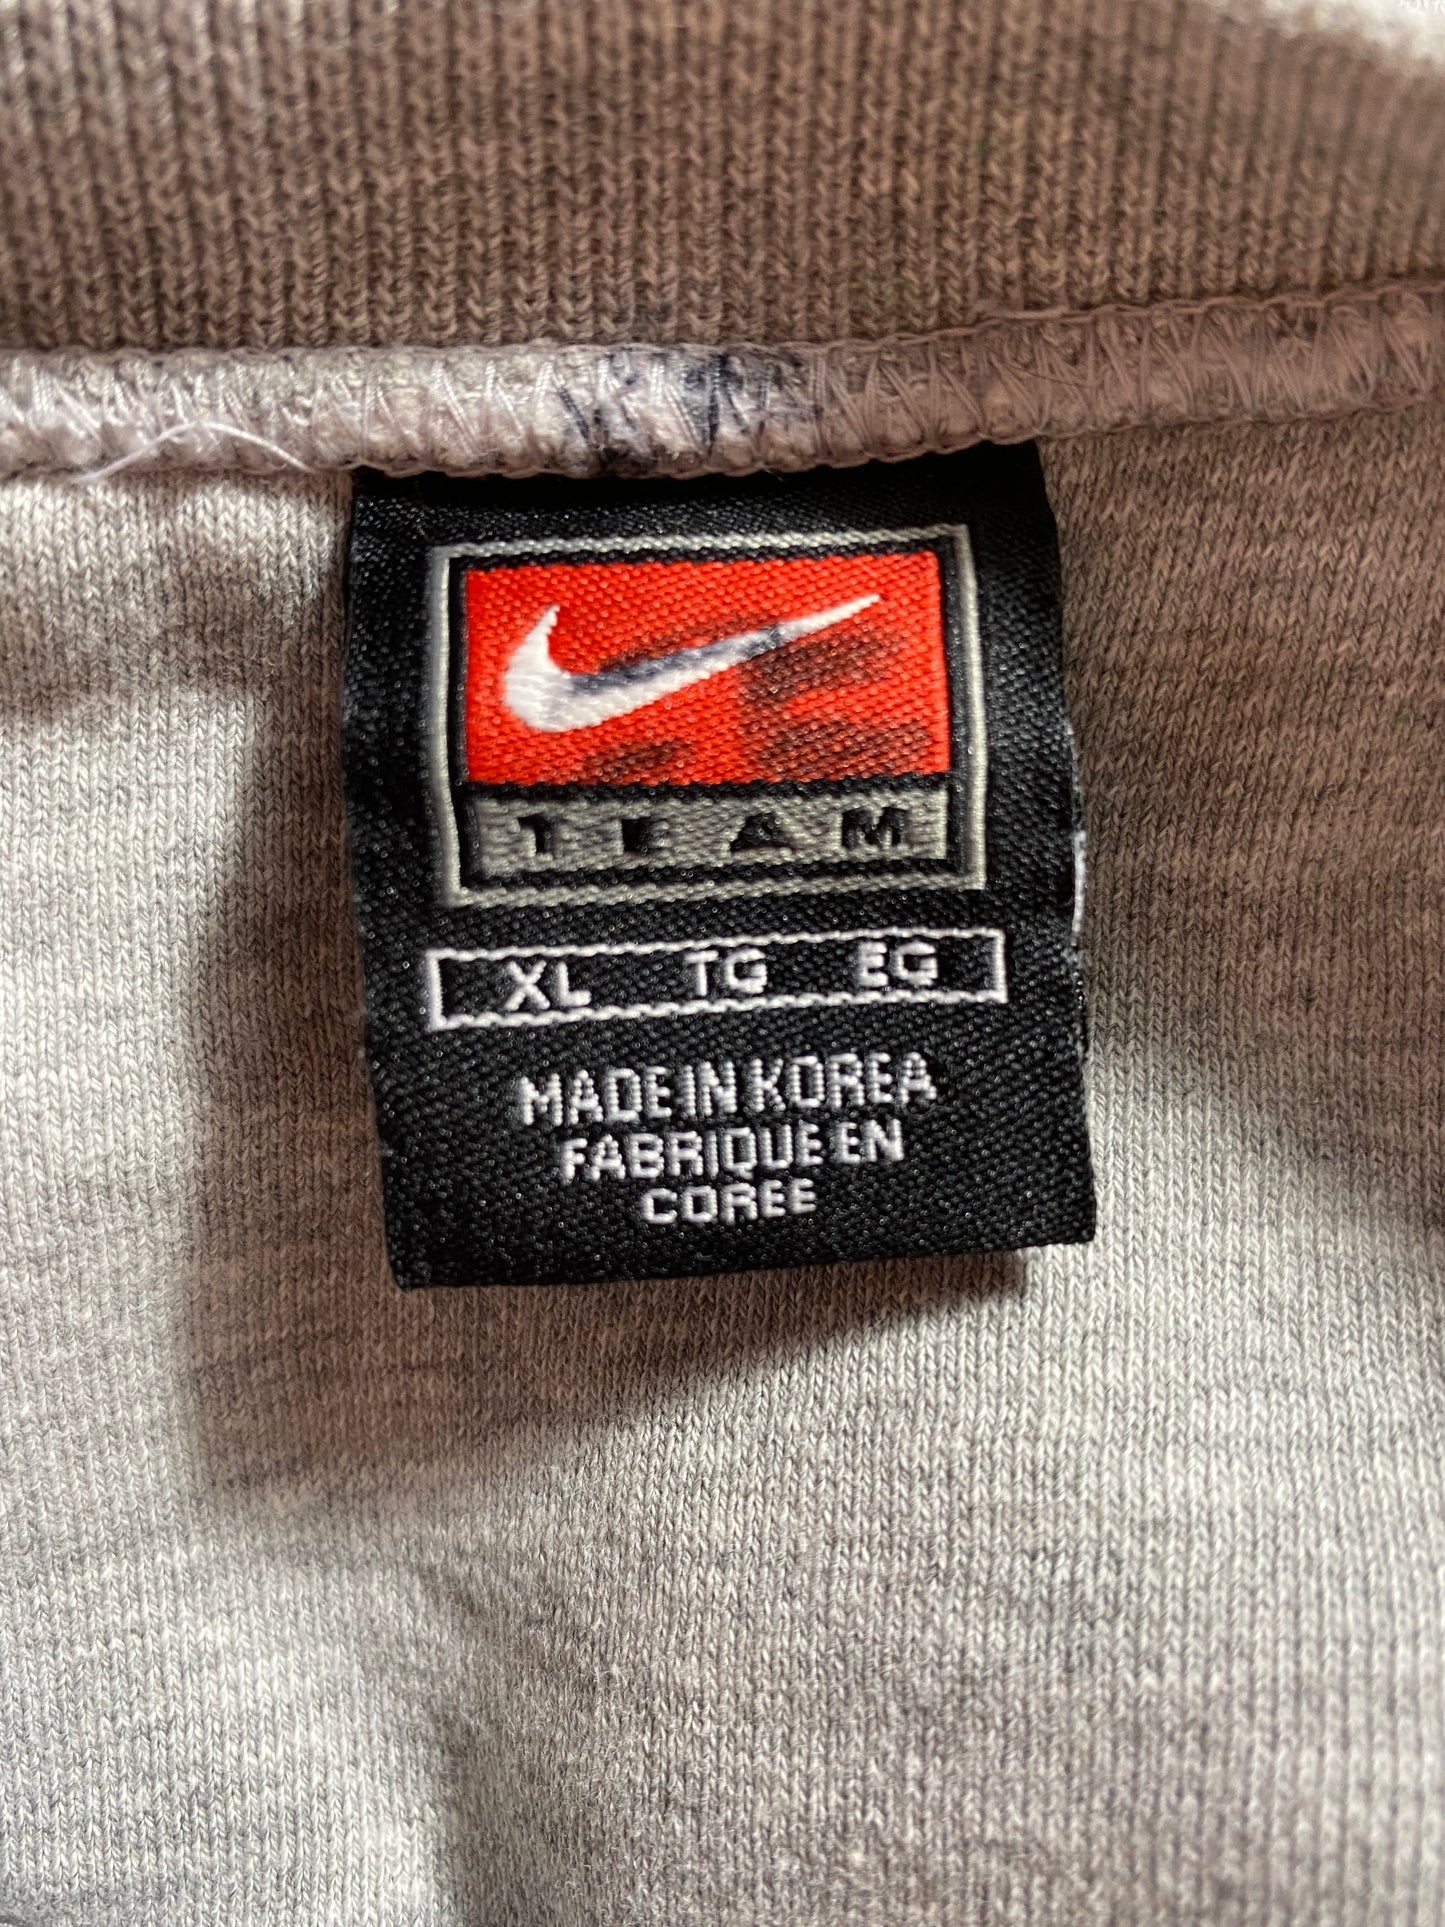 TEAM
XL TG EG
MADE IN KOREA
FABRIQUE EN
COREE